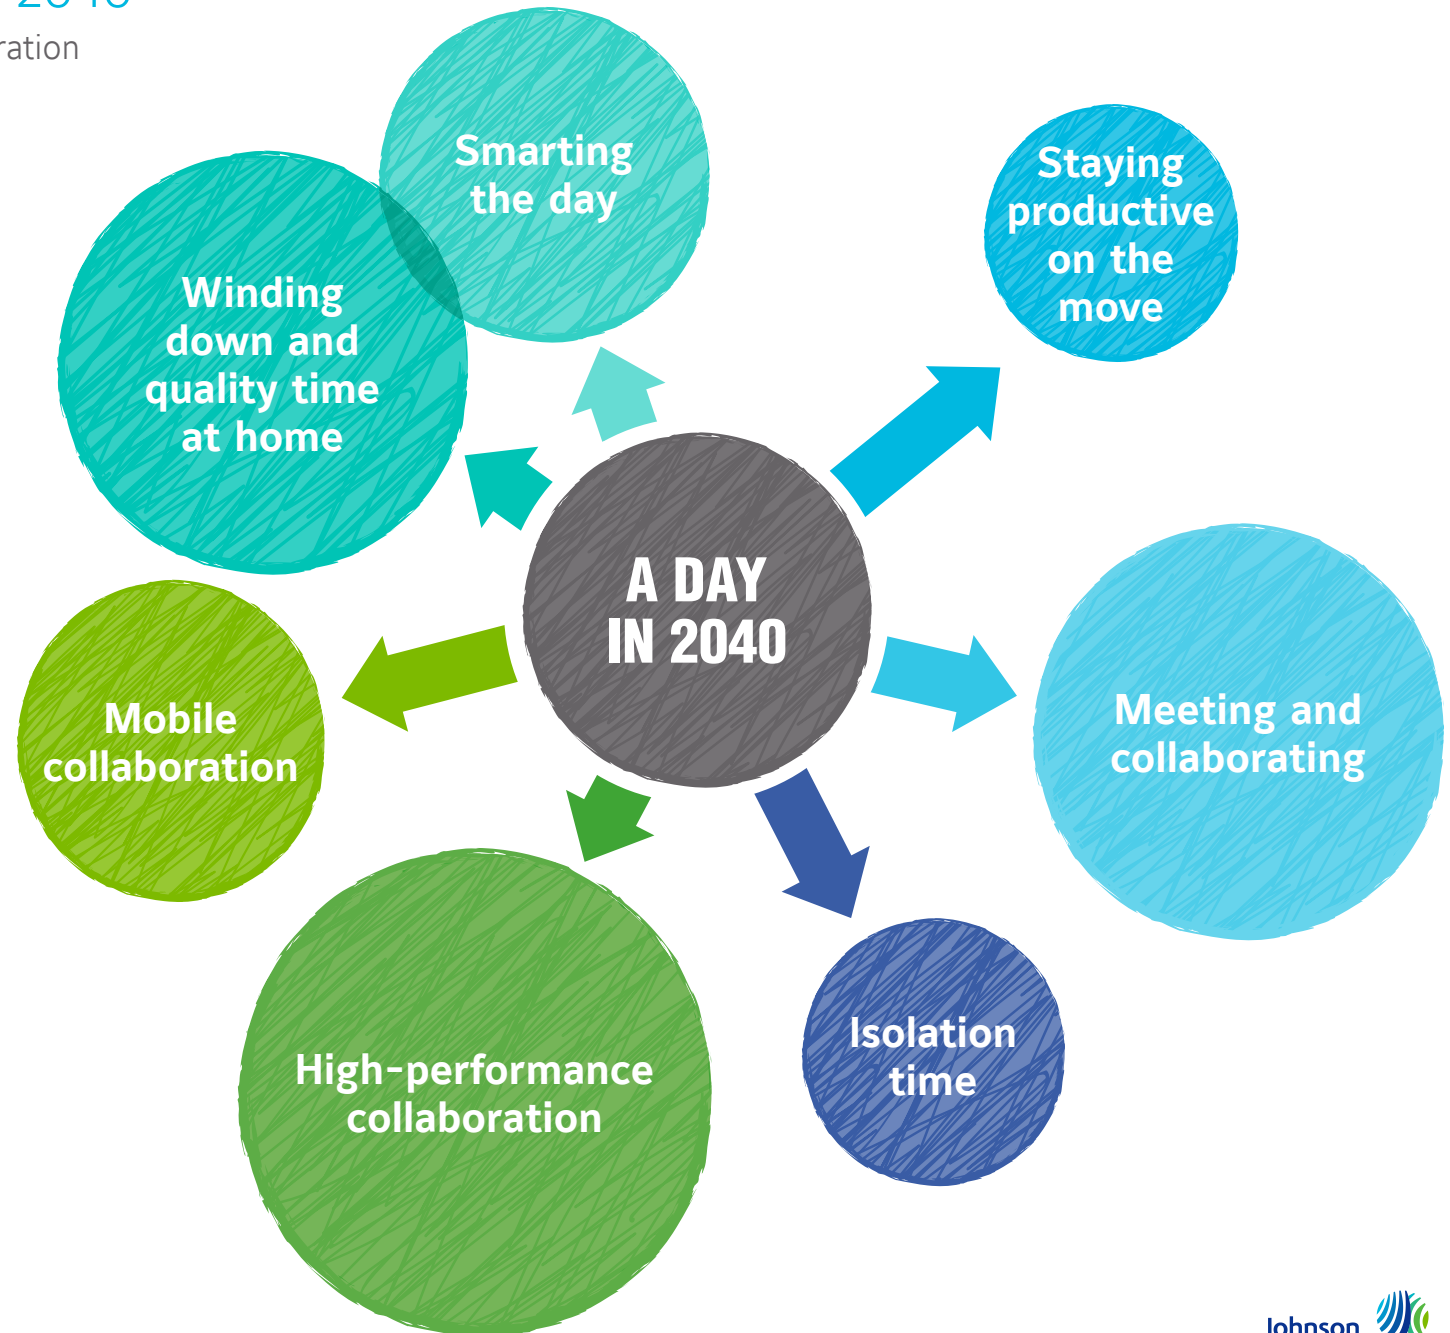 2040
ration
Smarting
the day
Staying
productive
on the
move
Winding
down and
quality time
at home
A DAY
IN 2040
Mobile
collaboration
Meeting and
collaborating
High-performance
collaboration
Isolation
time
Johnson